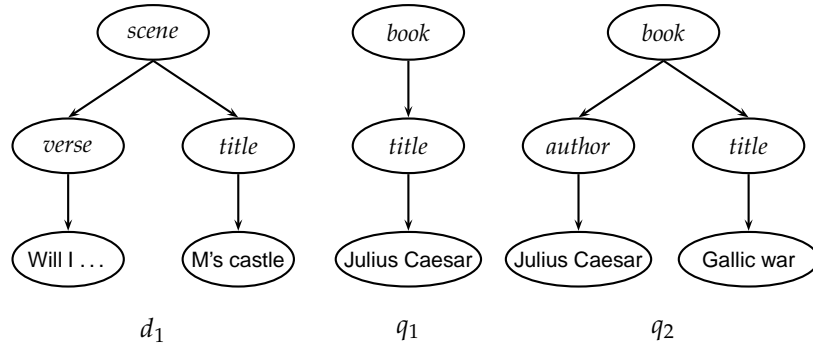 scene book book
verse title title author title
Will I . . . M's castle Julius Caesar Julius Caesar Gallic war
d1 q1 q2